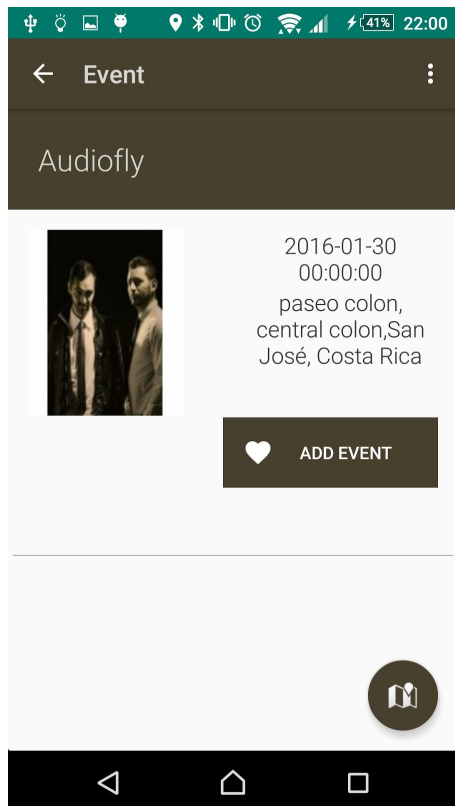 41% 22:00
Event
Audiofly
2016-01-30
00:00:00
paseo colon,
central colon,San
José, Costa Rica
ADD EVENT